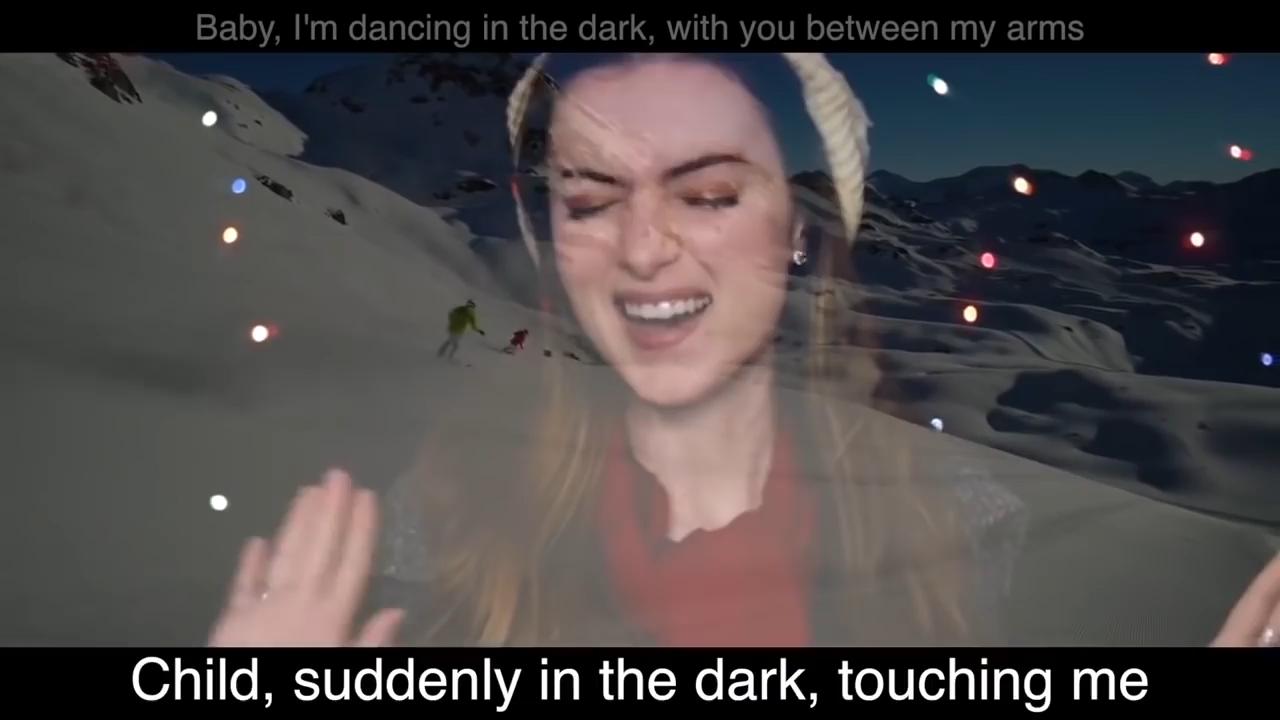 Baby, I'm dancing in the dark, with you between my arms
Child, suddenly in the dark, touching me